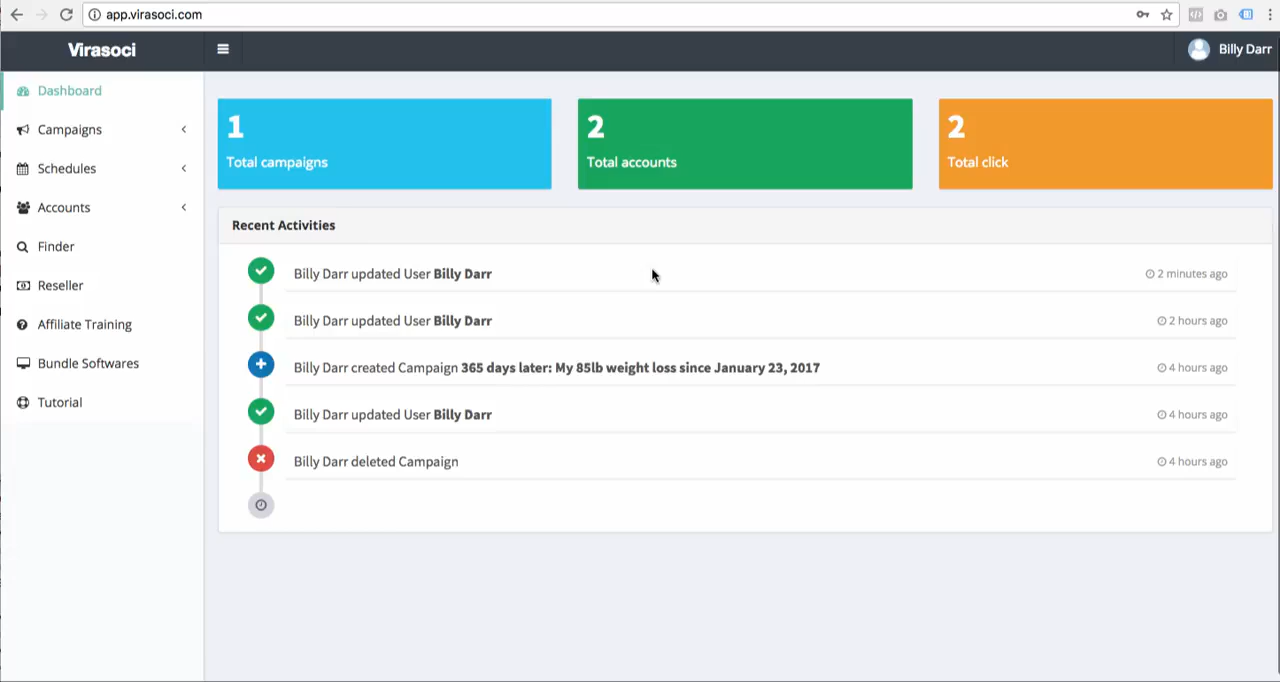 app.virasoci.com
Virasoci
Billy Darr
Dashboard
Campaigns
Schedules
Accounts
Finder
Reseller
Affiliate Training
Bundle Softwares
Tutorial
1
Total campaigns
2
Total accounts
2
Total click
Recent Activities
Billy Darr updated User Billy Darr 2 minutes ago
Billy Darr updated User Billy Darr 2 hours ago
Billy Darr created Campaign 365 days later: My 85lb weight loss since January 23, 2017 4 hours ago
Billy Darr updated User Billy Darr 4 hours ago
Billy Darr deleted Campaign 4 hours ago